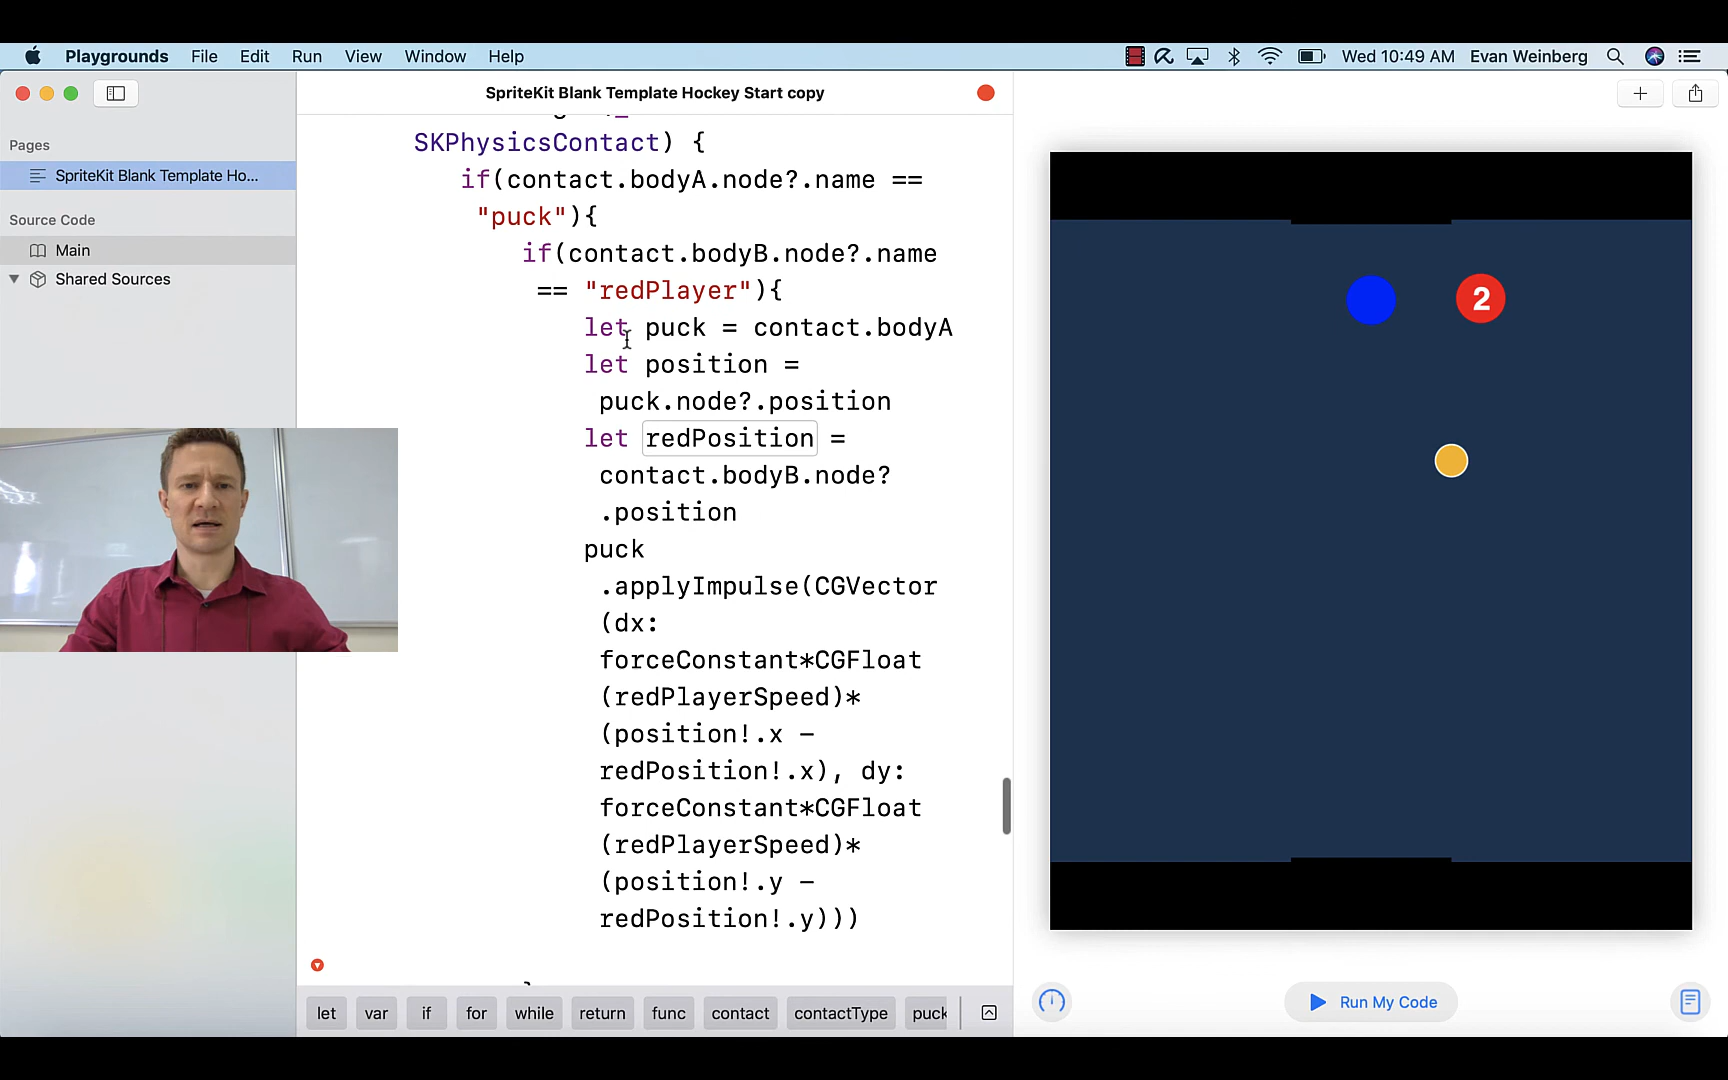 Playgrounds File Edit Run View Window Help Wed 10:49 AM Evan Weinberg
SpriteKit Blank Template Hockey Start copy
Pages
SpriteKit Blank Template Ho...
Source Code
Main
Shared Sources
SKPhysicsContact) {
if(contact.bodyA.node?.name ==
"puck"){
if(contact.bodyB.node?.name
== "redPlayer"){
let puck = contact.bodyA
let position =
puck.node?.position
let redPosition =
contact.bodyB.node?
.position
puck
.applyImpulse(CGVector
(dx:
forceConstant*CGFloat
(redPlayerSpeed)*
(position!.x -
redPosition!.x), dy:
forceConstant*CGFloat
(redPlayerSpeed)*
(position!.y -
redPosition!.y)))
let var if for while return func contact contactType puck
2
Run My Code